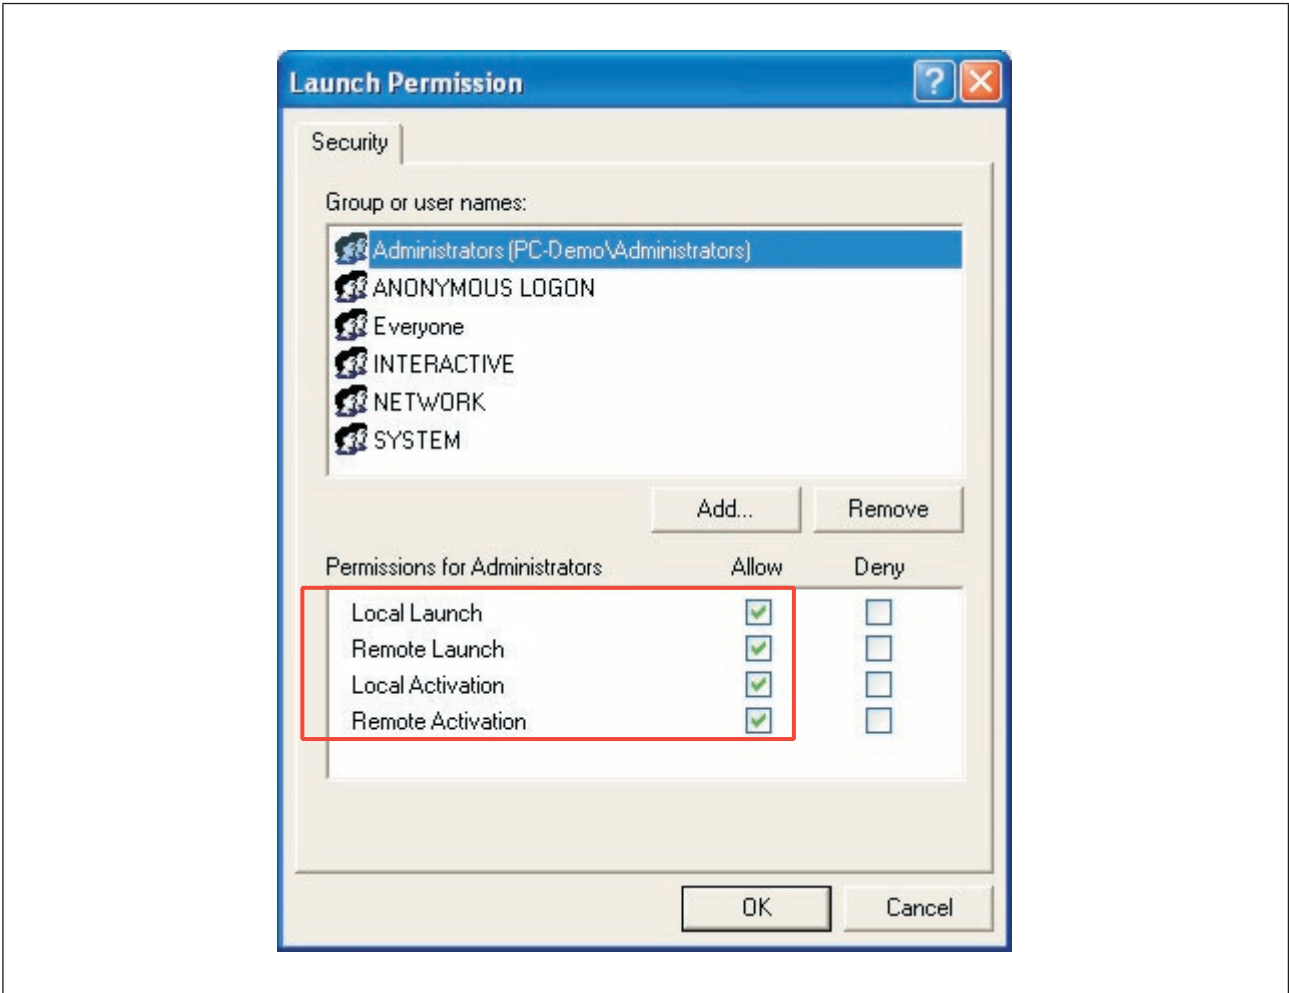 Launch Permission
Security
Group or user names:
Administrators (PC-Demo\Administrators)
ANONYMOUS LOGON
Everyone
INTERACTIVE
NETWORK
SYSTEM
Add... Remove
Permissions for Administrators Allow Deny
Local Launch
Remote Launch
Local Activation
Remote Activation
OK Cancel